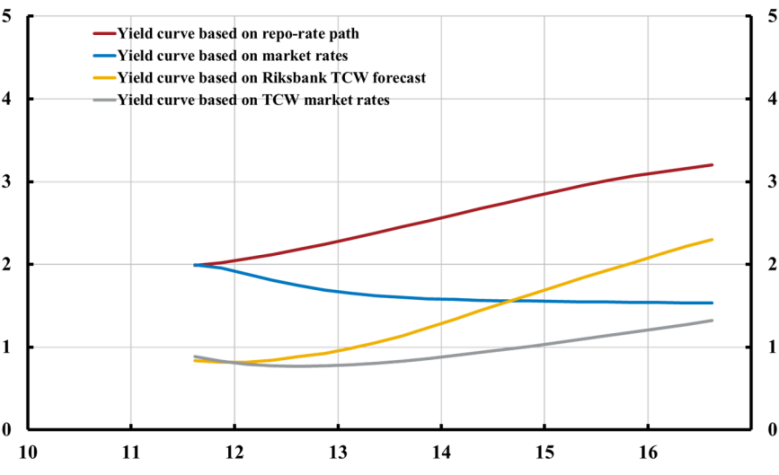 5 5
Yield curve based on repo-rate path
Yield curve based on market rates
Yield curve based on Riksbank TCW forecast
4 4
Yield curve based on TCW market rates
3 3
2 2
1 1
0 0
10 11 12 13 14 15 16